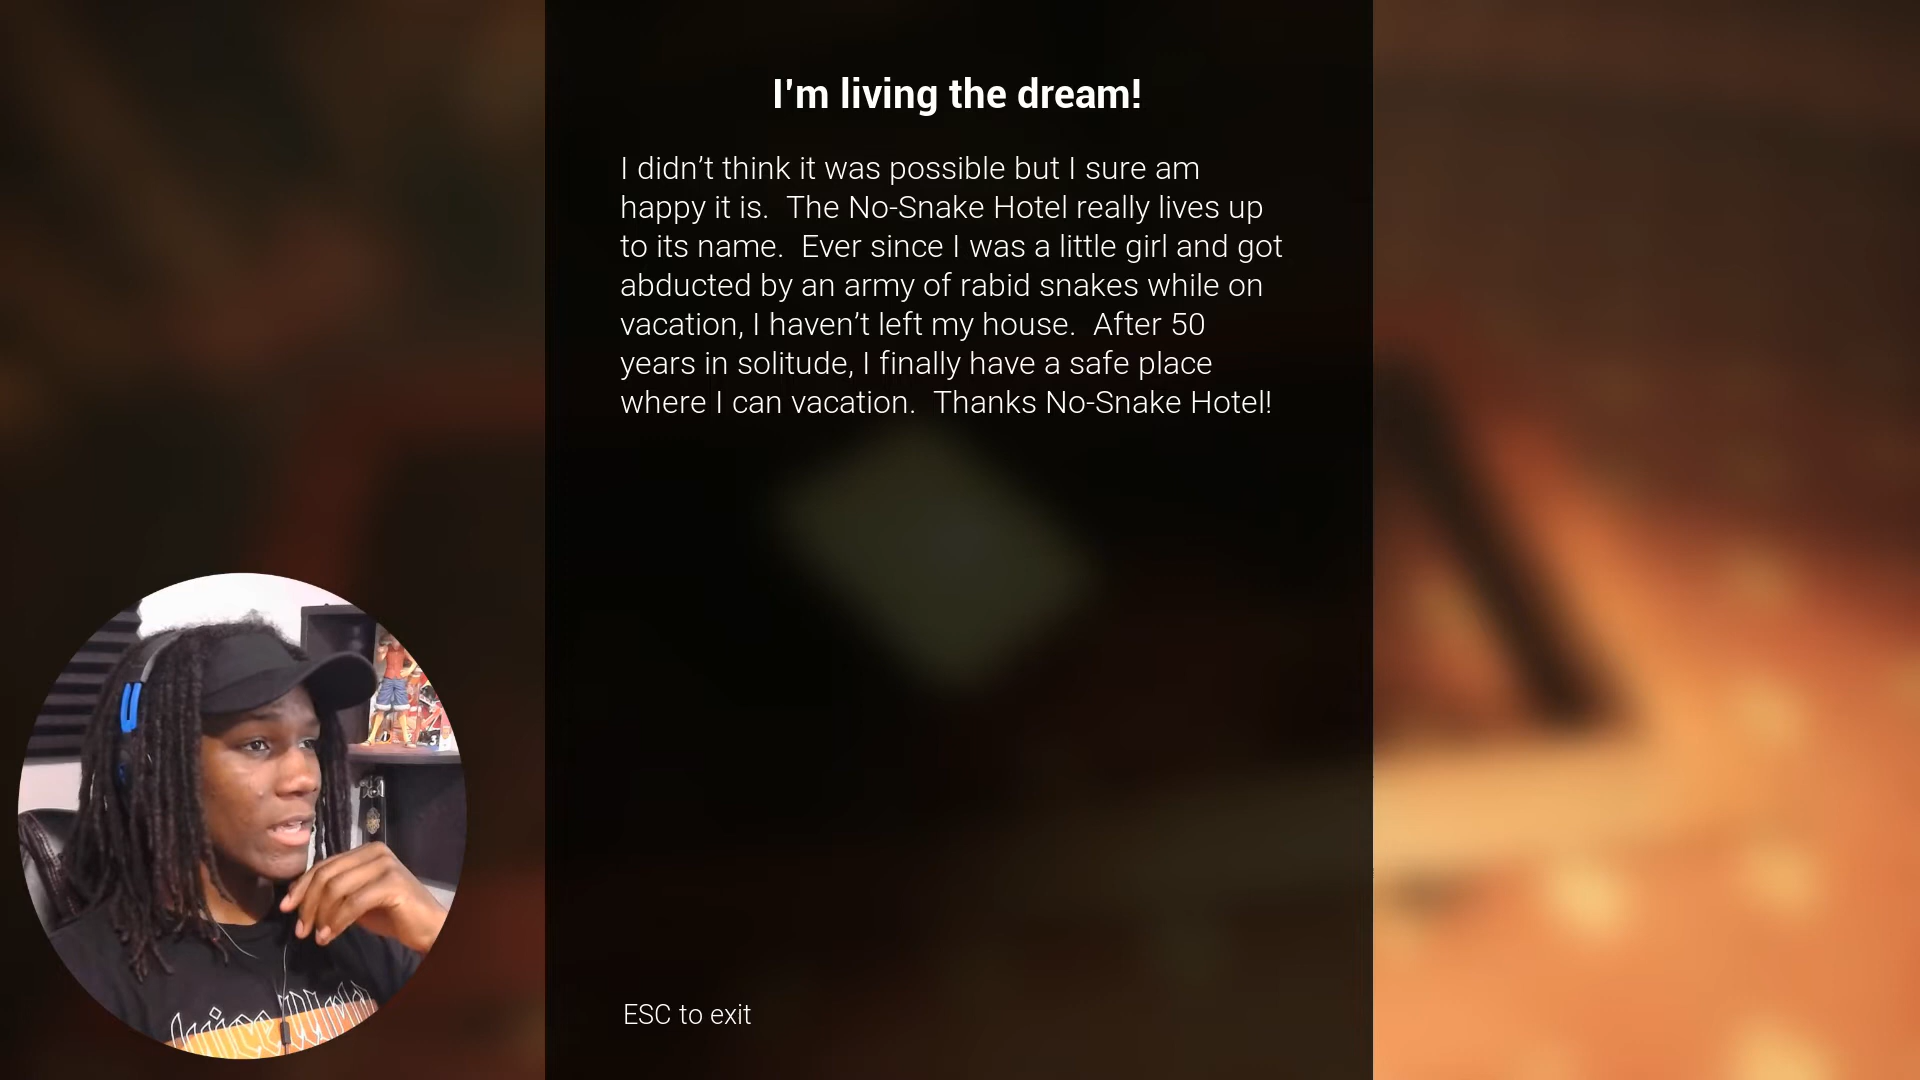 I'm living the dream!
I didn’t think it was possible but I sure am
happy it is.  The No-Snake Hotel really lives up
to its name.  Ever since I was a little girl and got
abducted by an army of rabid snakes while on
vacation, I haven’t left my house.  After 50
years in solitude, I finally have a safe place
where I can vacation.  Thanks No-Snake Hotel!
ESC to exit